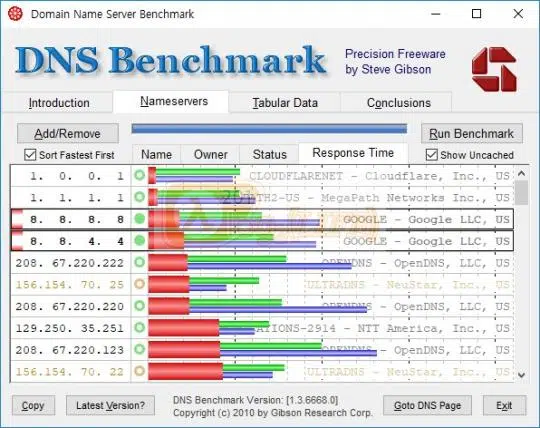 Domain Name Server Benchmark
DNS Benchmark
Precision Freeware
by Steve Gibson
Introduction
Nameservers
Tabular Data
Conclusions
Add/Remove
Run Benchmark
Sort Fastest First
Name
Owner
Status
Response Time
Show Uncached
1. 0. 0. 1 CLOUDFLARENET - Cloudflare, Inc., US
1. 1. 1. 1 TH2-US - MegaPath Networks Inc., US
8. 8. 8. 8 GOOGLE - Google LLC, US
8. 8. 4. 4 GOOGLE - Google LLC, US
208. 67.220.222 OPENDNS - OpenDNS, LLC, US
156.154. 70. 25 ULTRADNS - NeuStar, Inc., US
208. 67.220.220 OPENDNS - OpenDNS, LLC, US
129.250. 35.251 ATIONS-2914 - NTT America, Inc., US
208. 67.220.123 OPENDNS - OpenDNS, LLC, US
156.154. 70. 22 ULTRADNS - NeuStar, Inc., US
Copy
Latest Version?
DNS Benchmark Version: [1.3.6668.0]
Copyright (c) 2010 by Gibson Research Corp.
Goto DNS Page
Exit